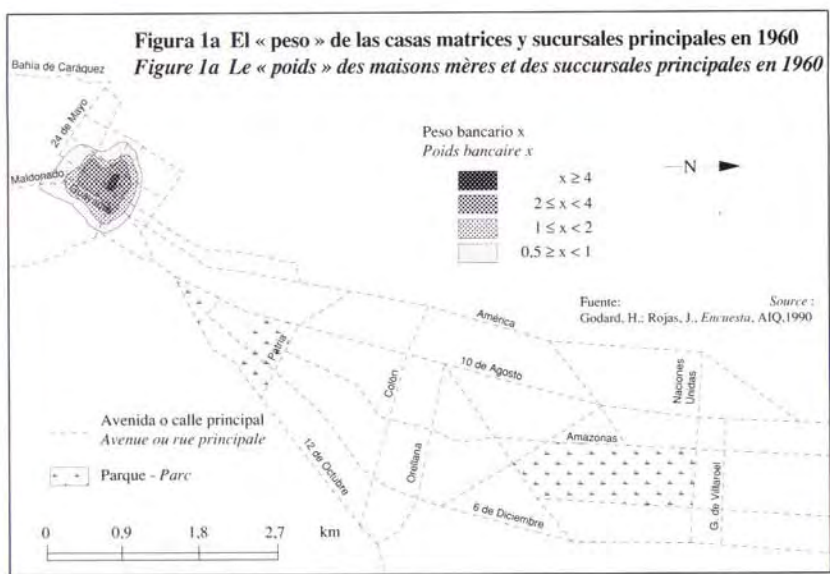 Figura 1a El « peso » de las casas matrices y sucursales principales en 1960
Figure 1a Le « poids » des maisons mères et des succursales principales en 1960
Bahía de Caráquez
24 de Mayo
Maldonado
Guayaquil
Peso bancario x
Poids bancaire x
x ≥ 4
2 ≤ x < 4
1 ≤ x < 2
0,5 ≥ x < 1
N
Fuente: Source :
Godard, H.; Rojas, J., Encuesta, AIQ,1990
América
Patria
10 de Agosto
Colón
Naciones
Unidas
Amazonas
Orellana
12 de Octubre
6 de Diciembre
G. de Villaroel
Avenida o calle principal
Avenue ou rue principale
Parque - Parc
0 0,9 1,8 2,7 km